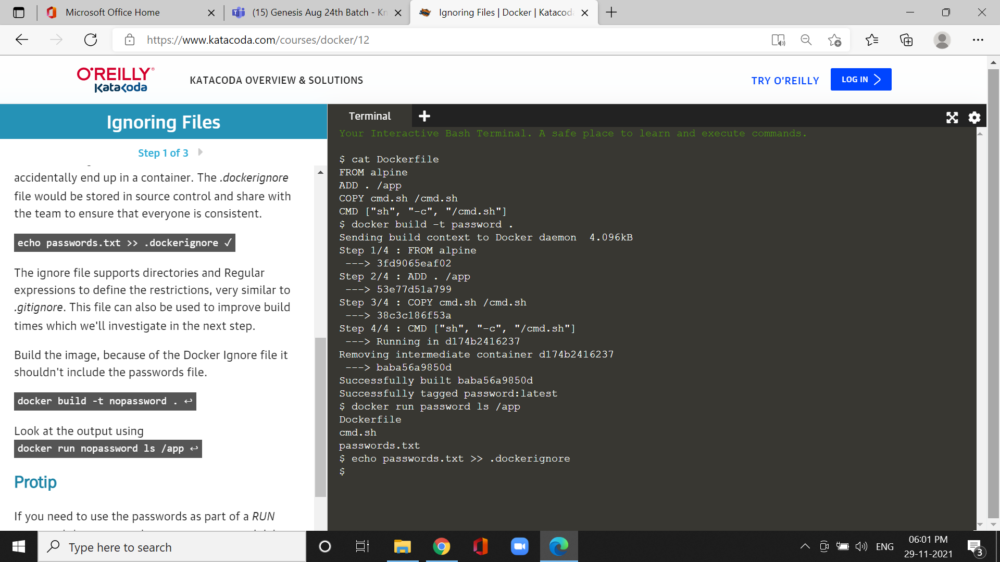 Microsoft Office Home
(15) Genesis Aug 24th Batch - Kn
Ignoring Files | Docker | Katacoda
https://www.katacoda.com/courses/docker/12
O'REILLY®
Katacoda
KATACODA OVERVIEW & SOLUTIONS
TRY O'REILLY
LOG IN
Ignoring Files
Step 1 of 3
accidentally end up in a container. The .dockerignore
file would be stored in source control and share with
the team to ensure that everyone is consistent.
echo passwords.txt >> .dockerignore ✓
The ignore file supports directories and Regular
expressions to define the restrictions, very similar to
.gitignore. This file can also be used to improve build
times which we'll investigate in the next step.
Build the image, because of the Docker Ignore file it
shouldn't include the passwords file.
docker build -t nopassword . ↩
Look at the output using
docker run nopassword ls /app ↩
Protip
If you need to use the passwords as part of a RUN
Terminal
Your Interactive Bash Terminal. A safe place to learn and execute commands.
$ cat Dockerfile
FROM alpine
ADD . /app
COPY cmd.sh /cmd.sh
CMD ["sh", "-c", "/cmd.sh"]
$ docker build -t password .
Sending build context to Docker daemon  4.096kB
Step 1/4 : FROM alpine
---> 3fd9065eaf02
Step 2/4 : ADD . /app
---> 53e77d51a799
Step 3/4 : COPY cmd.sh /cmd.sh
---> 38c3c186f53a
Step 4/4 : CMD ["sh", "-c", "/cmd.sh"]
---> Running in d174b2416237
Removing intermediate container d174b2416237
---> baba56a9850d
Successfully built baba56a9850d
Successfully tagged password:latest
$ docker run password ls /app
Dockerfile
cmd.sh
passwords.txt
$ echo passwords.txt >> .dockerignore
$
Type here to search
ENG
06:01 PM
29-11-2021
3